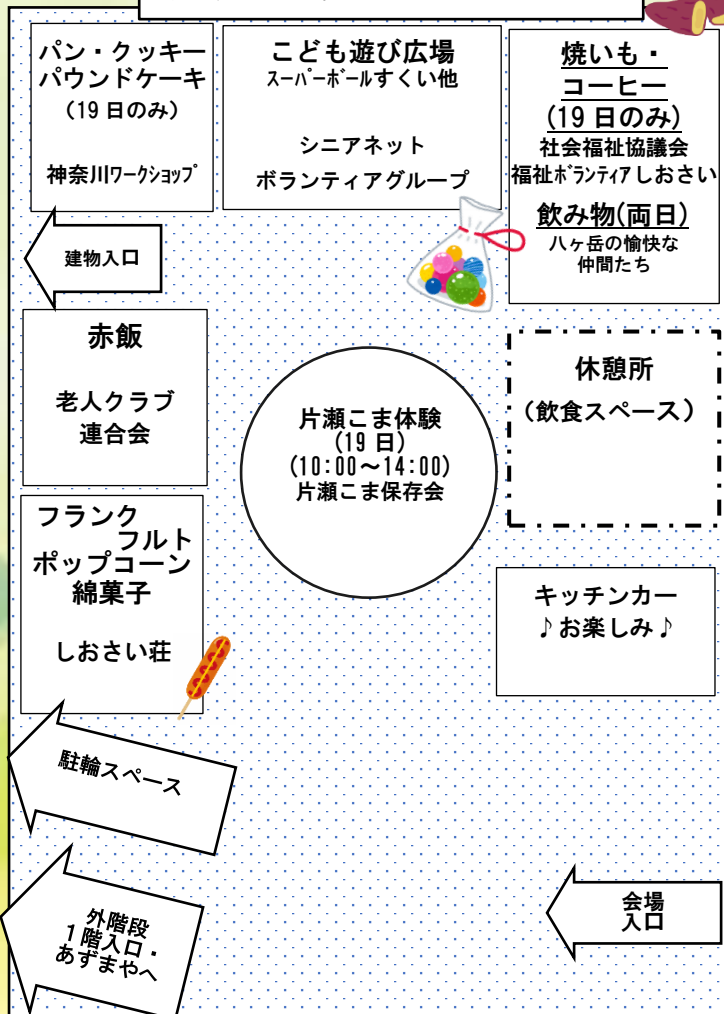 パン・クッキー
パウンドケーキ
(19日のみ)
神奈川ワークショップ
こども遊び広場
スーパーボールすくい他
シニアネット
ボランティアグループ
焼いも・
コーヒー
(19日のみ)
社会福祉協議会
福祉ボランティアしおさい
飲み物(両日)
八ヶ岳の愉快な
仲間たち
建物入口
赤飯
老人クラブ
連合会
片瀬こま体験
(19日)
(10:00～14:00)
片瀬こま保存会
休憩所
(飲食スペース)
フランク
フルト
ポップコーン
綿菓子
しおさい荘
キッチンカー
♪お楽しみ♪
駐輪スペース
外階段
1階入口・
あずまやへ
会場
入口